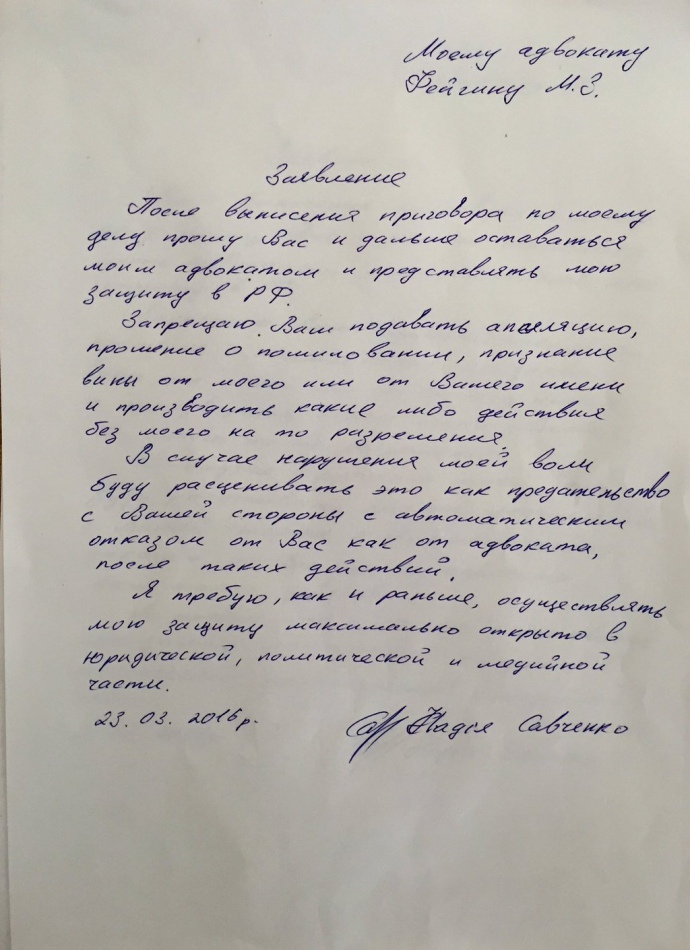 Моему адвокату
Фейгину М.З.
Заявление
После вынисения приговора по моему
делу прошу Вас и дальше оставаться
моим адвокатом и представлять мою
защиту в РФ.
Запрещаю Вам подавать апеляцию,
прошение о помиловании, признание
вины от моего или от Вашего имени
и производить какие либо действия
без моего на то разрешения.
В случае нарушения моей воли
буду расценивать это как предательство
с Вашей стороны с автоматическим
отказом от Вас как от адвоката,
после таких действий.
Я требую, как и раньше, осуществлять
мою защиту максимально открыто в
юридической, политической и медийной
части.
23.03.2016р. Надія Савченко